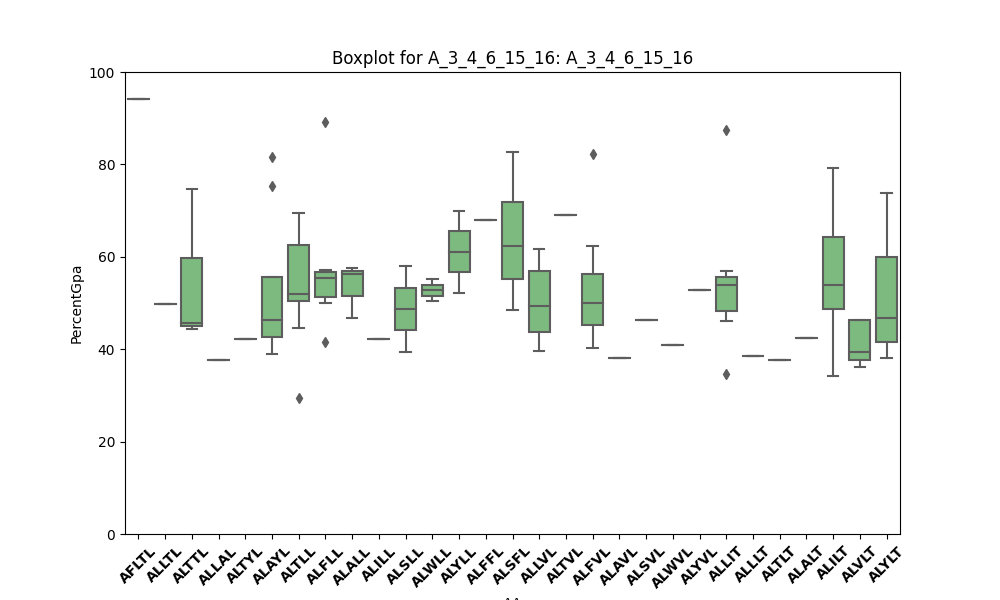 Boxplot for A_3_4_6_15_16: A_3_4_6_15_16
PercentGpa
100
80
60
40
20
0
AFLTL ALLTL ALTTL ALLAL ALTYL ALAYL ALTLL ALFLL ALALL ALILL ALSLL ALWLL ALYLL ALFFL ALSFL ALLVL ALTVL ALFVL ALAVL ALSVL ALWVL ALYVL ALLIT ALLLT ALTLT ALALT ALILT ALVLT ALYLT